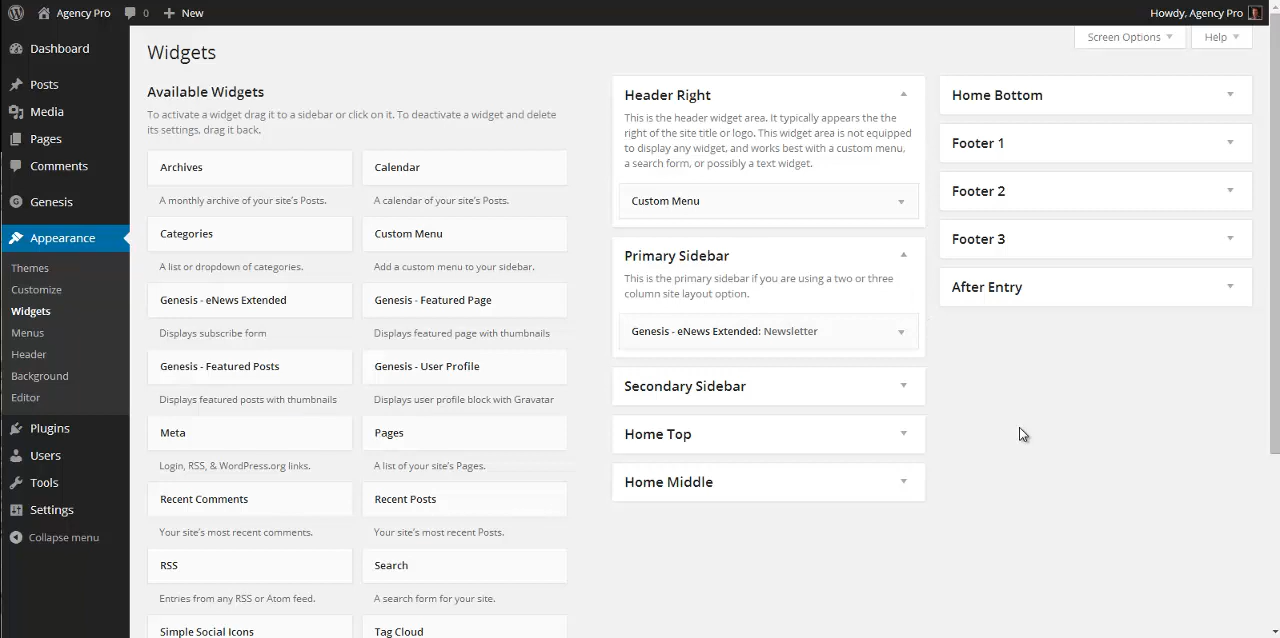 Agency Pro
0
New
Howdy, Agency Pro
Dashboard
Posts
Media
Pages
Comments
Genesis
Appearance
Themes
Customize
Widgets
Menus
Header
Background
Editor
Plugins
Users
Tools
Settings
Collapse menu
Screen Options
Help
Widgets
Available Widgets
To activate a widget drag it to a sidebar or click on it. To deactivate a widget and delete
its settings, drag it back.
Archives
Calendar
A monthly archive of your site's Posts.
A calendar of your site's Posts.
Categories
Custom Menu
A list or dropdown of categories.
Add a custom menu to your sidebar.
Genesis - eNews Extended
Genesis - Featured Page
Displays subscribe form
Displays featured page with thumbnails
Genesis - Featured Posts
Genesis - User Profile
Displays featured posts with thumbnails
Displays user profile block with Gravatar
Meta
Pages
Login, RSS, & WordPress.org links.
A list of your site's Pages.
Recent Comments
Recent Posts
Your site's most recent comments.
Your site's most recent Posts.
RSS
Search
Entries from any RSS or Atom feed.
A search form for your site.
Simple Social Icons
Tag Cloud
Header Right
This is the header widget area. It typically appears the the
right of the site title or logo. This widget area is not equipped
to display any widget, and works best with a custom menu,
a search form, or possibly a text widget.
Custom Menu
Primary Sidebar
This is the primary sidebar if you are using a two or three
column site layout option.
Genesis - eNews Extended: Newsletter
Secondary Sidebar
Home Top
Home Middle
Home Bottom
Footer 1
Footer 2
Footer 3
After Entry